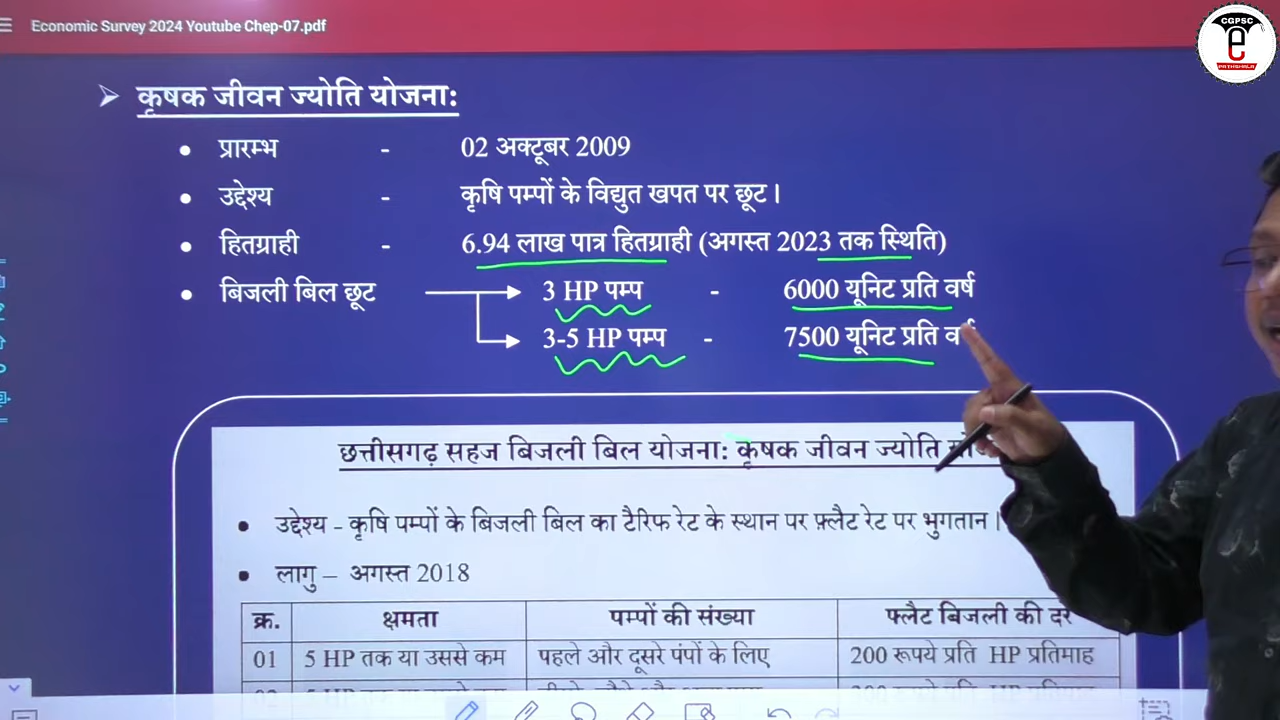 Economic Survey 2024 Youtube Chep-07.pdf
CGPSC
e
PATHSHALA
➢ कृषक जीवन ज्योति योजना:
• प्रारम्भ - 02 अक्टूबर 2009
• उद्देश्य - कृषि पम्पों के विद्युत खपत पर छूट।
• हितग्राही - 6.94 लाख पात्र हितग्राही (अगस्त 2023 तक स्थिति)
• बिजली बिल छूट 3 HP पम्प - 6000 यूनिट प्रति वर्ष
3-5 HP पम्प - 7500 यूनिट प्रति वर्ष
छत्तीसगढ़ सहज बिजली बिल योजना: कृषक जीवन ज्योति
• उद्देश्य - कृषि पम्पों के बिजली बिल का टैरिफ रेट के स्थान पर फ़्लैट रेट पर भुगतान।
• लागु – अगस्त 2018
क्र. क्षमता पम्पों की संख्या फ्लैट बिजली की दर
01 5 HP तक या उससे कम पहले और दूसरे पंपों के लिए 200 रूपये प्रति HP प्रतिमाह